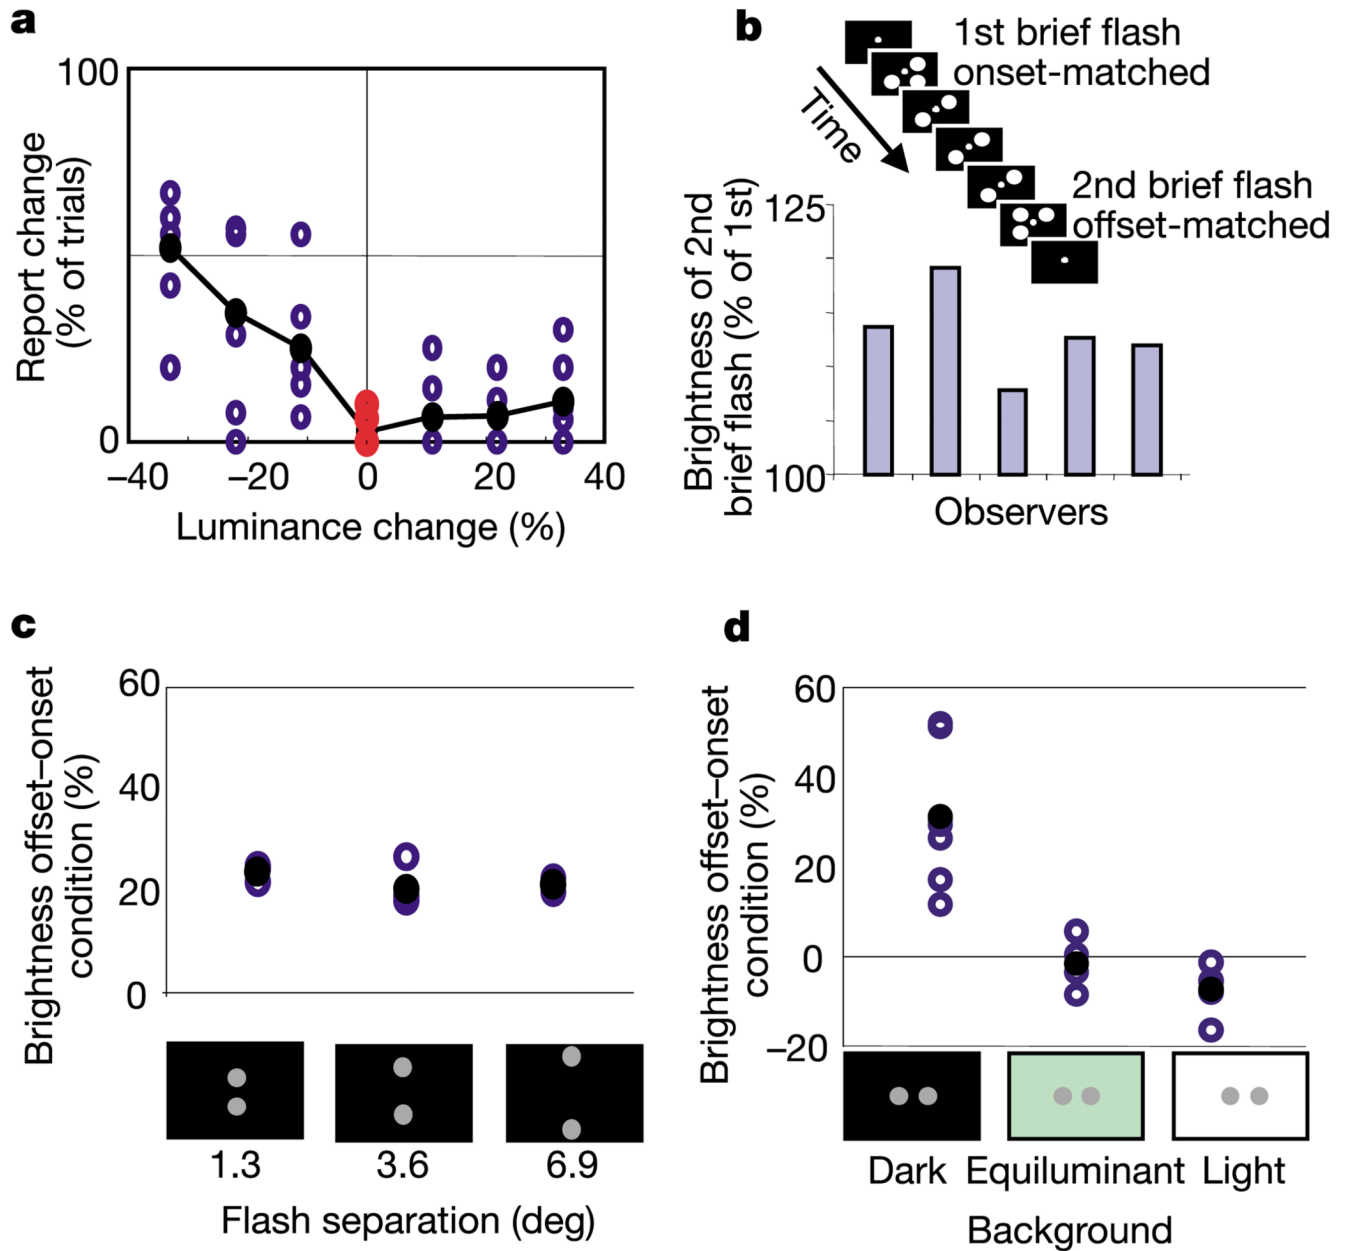 a
100
0
Report change
(% of trials)
−40
−20
0
20
40
Luminance change (%)
b
1st brief flash
onset-matched
Time
2nd brief flash
offset-matched
125
100
Brightness of 2nd
brief flash (% of 1st)
Observers
c
60
40
20
0
Brightness offset–onset
condition (%)
1.3
3.6
6.9
Flash separation (deg)
d
60
40
20
0
−20
Brightness offset–onset
condition (%)
Dark
Equiluminant
Light
Background